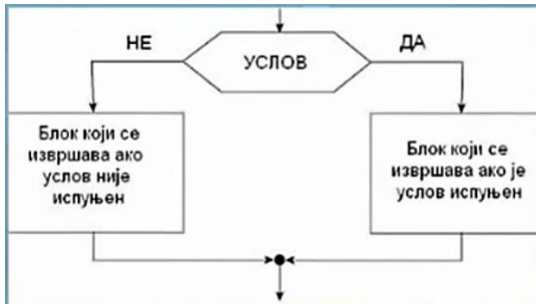 НЕ
УСЛОВ
ДА
Блок који се
извршава ако
услов није
испуњен
Блок који се
извршава ако је
услов испуњен